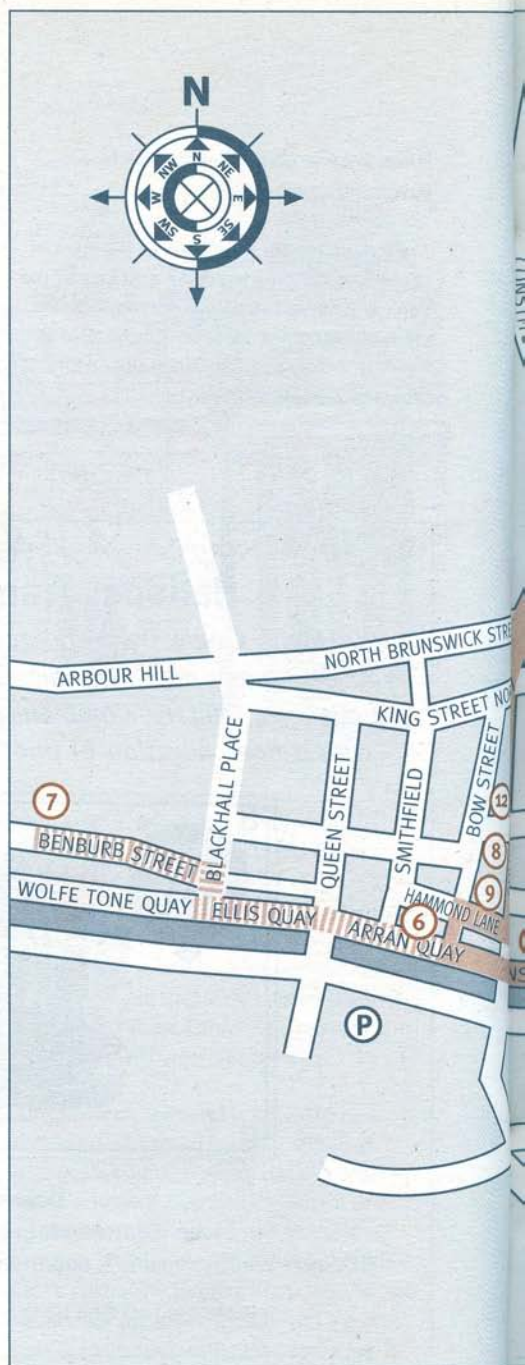 N
N
NE
E
SE
S
SW
W
NW
NORTH BRUNSWICK STRE
ARBOUR HILL
KING STREET NO
BLACKHALL PLACE
QUEEN STREET
SMITHFIELD
BOW STREET
12
7
8
BENBURB STREET
9
WOLFE TONE QUAY
ELLIS QUAY
6
HAMMOND LANE
ARRAN QUAY
NS
P